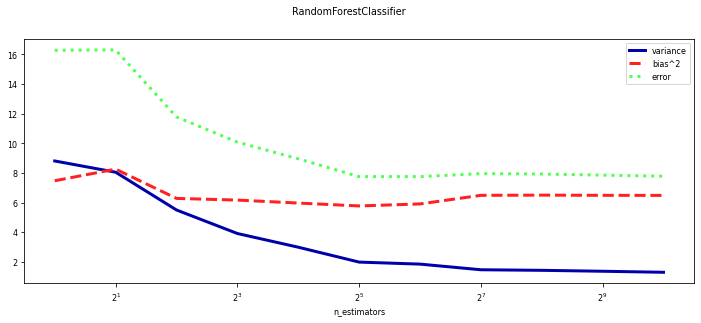 RandomForestClassifier
variance
bias^2
error
16
14
12
10
8
6
4
2
2^1 2^3 2^5 2^7 2^9
n_estimators